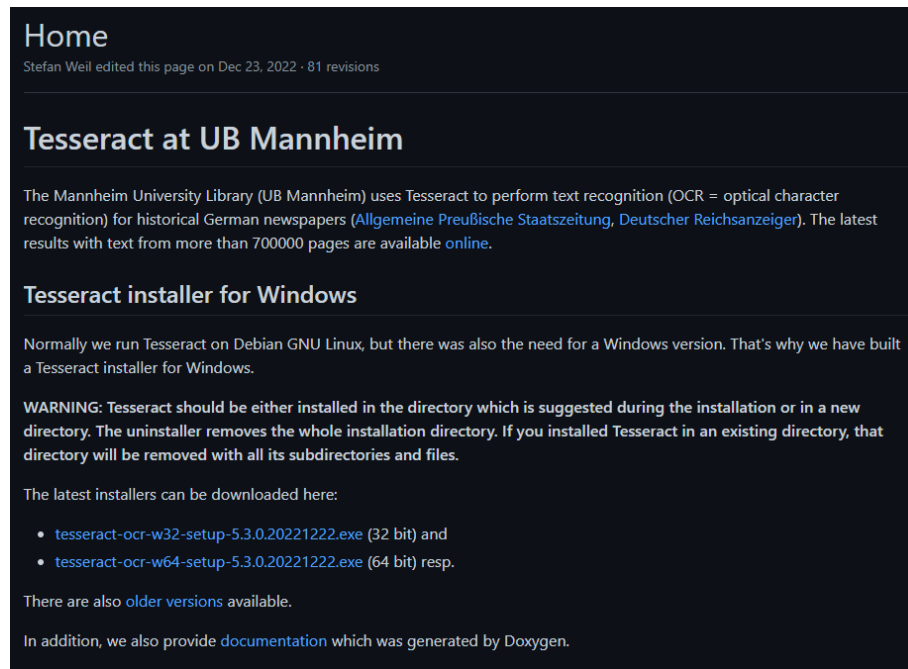 Home
Stefan Weil edited this page on Dec 23, 2022 · 81 revisions
Tesseract at UB Mannheim
The Mannheim University Library (UB Mannheim) uses Tesseract to perform text recognition (OCR = optical character
recognition) for historical German newspapers (Allgemeine Preußische Staatszeitung, Deutscher Reichsanzeiger). The latest
results with text from more than 700000 pages are available online.
Tesseract installer for Windows
Normally we run Tesseract on Debian GNU Linux, but there was also the need for a Windows version. That's why we have built
a Tesseract installer for Windows.
WARNING: Tesseract should be either installed in the directory which is suggested during the installation or in a new
directory. The uninstaller removes the whole installation directory. If you installed Tesseract in an existing directory, that
directory will be removed with all its subdirectories and files.
The latest installers can be downloaded here:
• tesseract-ocr-w32-setup-5.3.0.20221222.exe (32 bit) and
• tesseract-ocr-w64-setup-5.3.0.20221222.exe (64 bit) resp.
There are also older versions available.
In addition, we also provide documentation which was generated by Doxygen.